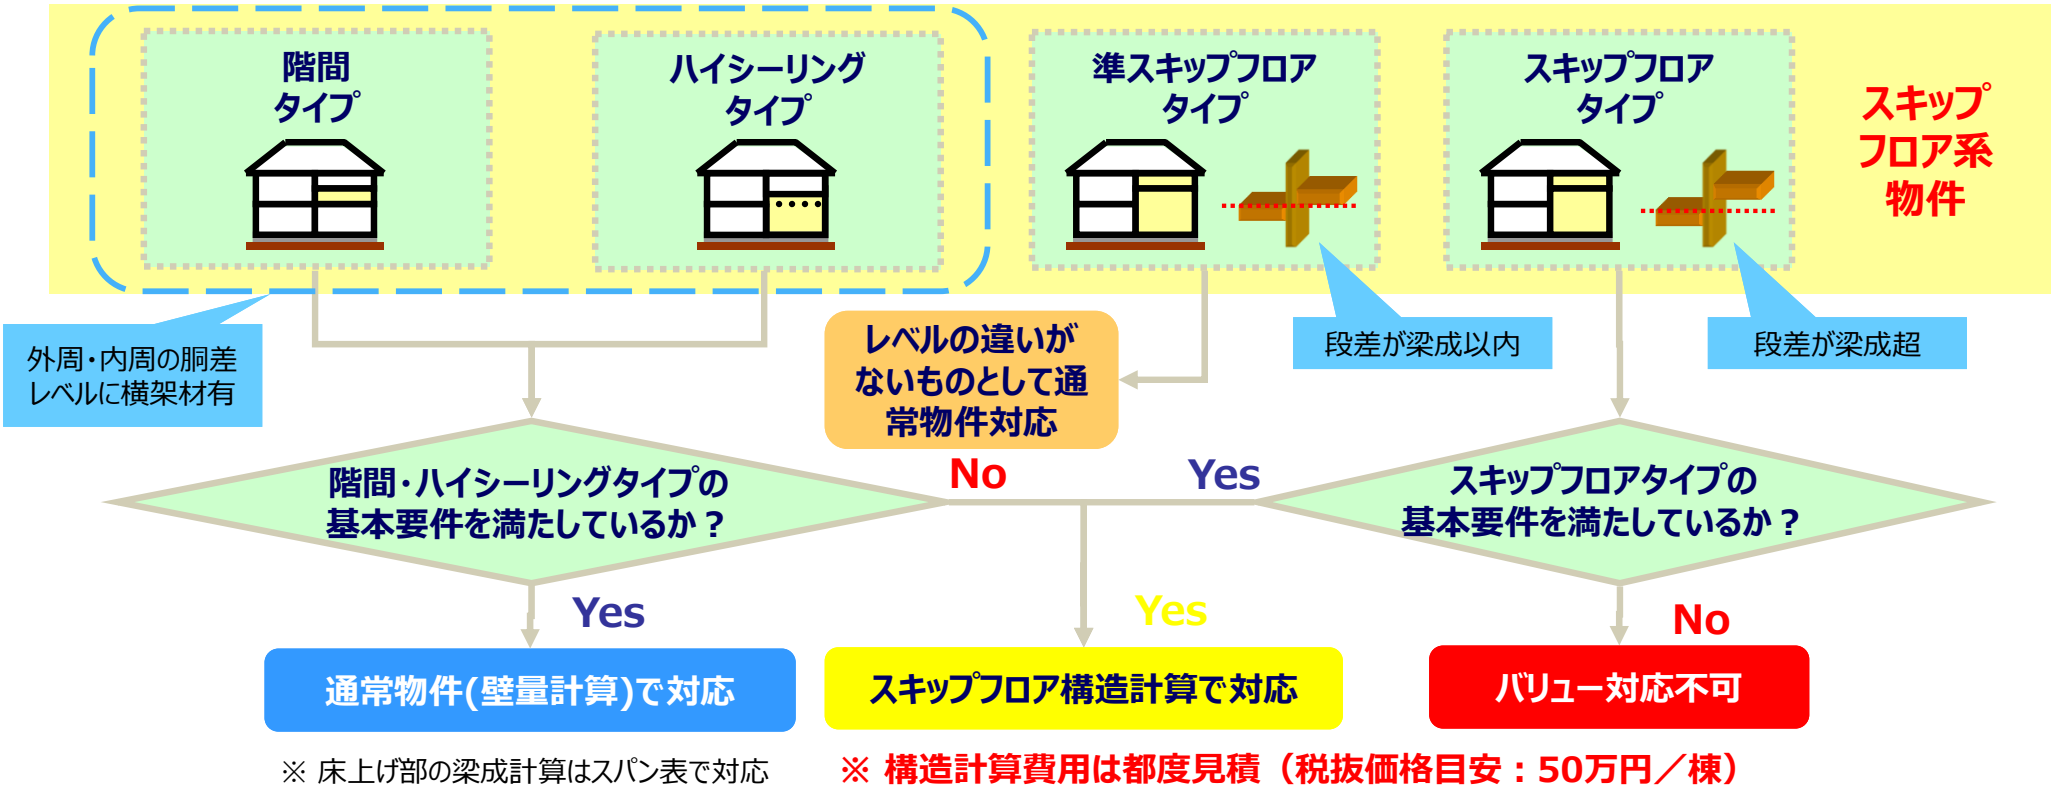 階間
タイプ
ハイシーリング
タイプ
準スキップフロア
タイプ
スキップフロア
タイプ
スキップ
フロア系
物件
外周・内周の胴差
レベルに横架材有
レベルの違いが
ないものとして通
常物件対応
段差が梁成以内
段差が梁成超
階間・ハイシーリングタイプの
基本要件を満たしているか？
No
Yes
スキップフロアタイプの
基本要件を満たしているか？
Yes
Yes
No
通常物件(壁量計算)で対応
スキップフロア構造計算で対応
バリュー対応不可
※ 床上げ部の梁成計算はスパン表で対応
※ 構造計算費用は都度見積（税抜価格目安：50万円／棟）